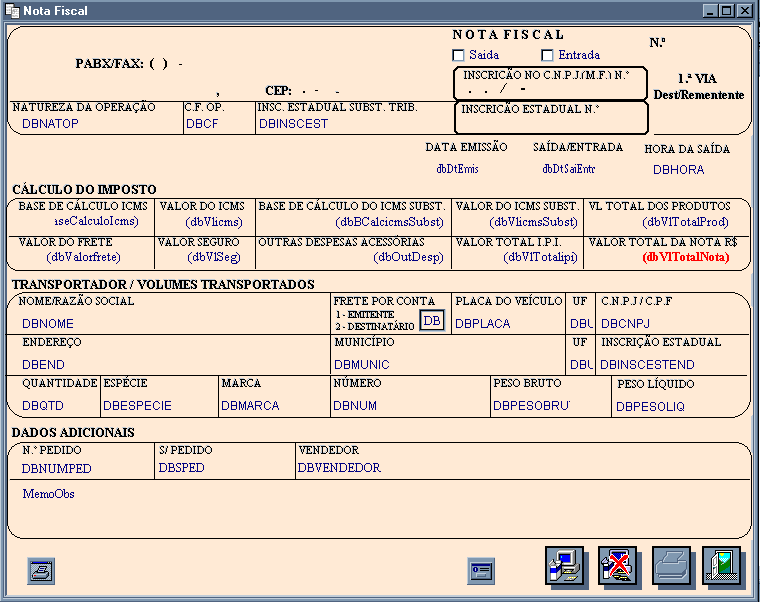 Nota Fiscal
NOTA FISCAL
N.º
Saida Entrada
PABX/FAX: ( ) -
INSCRIÇÃO NO C.N.P.J.(M.F.) N.º
. . / -
1.ª VIA
Dest/Rementente
, CEP: . - -
NATUREZA DA OPERAÇÃO C.F. OP. INSC. ESTADUAL SUBST. TRIB. INSCRICÃO ESTADUAL N.º
DBNATOP DBCF DBINSCEST
DATA EMISSÃO SAÍDA/ENTRADA HORA DA SAÍDA
dbDtEmis dbDtSaiEntr DBHORA
CÁLCULO DO IMPOSTO
BASE DE CÁLCULO ICMS VALOR DO ICMS BASE DE CÁLCULO DO ICMS SUBST. VALOR DO ICMS SUBST. VL TOTAL DOS PRODUTOS
ıseCalculoIcms) (dbVlicms) (dbBCalcicmsSubst) (dbVlicmsSubst) (dbVlTotalProd)
VALOR DO FRETE VALOR SEGURO OUTRAS DESPESAS ACESSÓRIAS VALOR TOTAL I.P.I. VALOR TOTAL DA NOTA R$
(dbValorfrete) (dbVlSeg) (dbOutDesp) (dbVlTotalipi) (dbVlTotalNota)
TRANSPORTADOR / VOLUMES TRANSPORTADOS
NOME/RAZÃO SOCIAL FRETE POR CONTA PLACA DO VEÍCULO UF C.N.P.J / C.P.F
1 - EMITENTE
2 - DESTINATÁRIO
DBNOME DB DBPLACA DBU DBCNPJ
ENDEREÇO MUNICÍPIO UF INSCRIÇÃO ESTADUAL
DBEND DBMUNIC DBU DBINSCESTEND
QUANTIDADE ESPÉCIE MARCA NÚMERO PESO BRUTO PESO LÍQUIDO
DBQTD DBESPECIE DBMARCA DBNUM DBPESOBRU DBPESOLIQ
DADOS ADICIONAIS
N.º PEDIDO S/ PEDIDO VENDEDOR
DBNUMPED DBSPED DBVENDEDOR
MemoObs